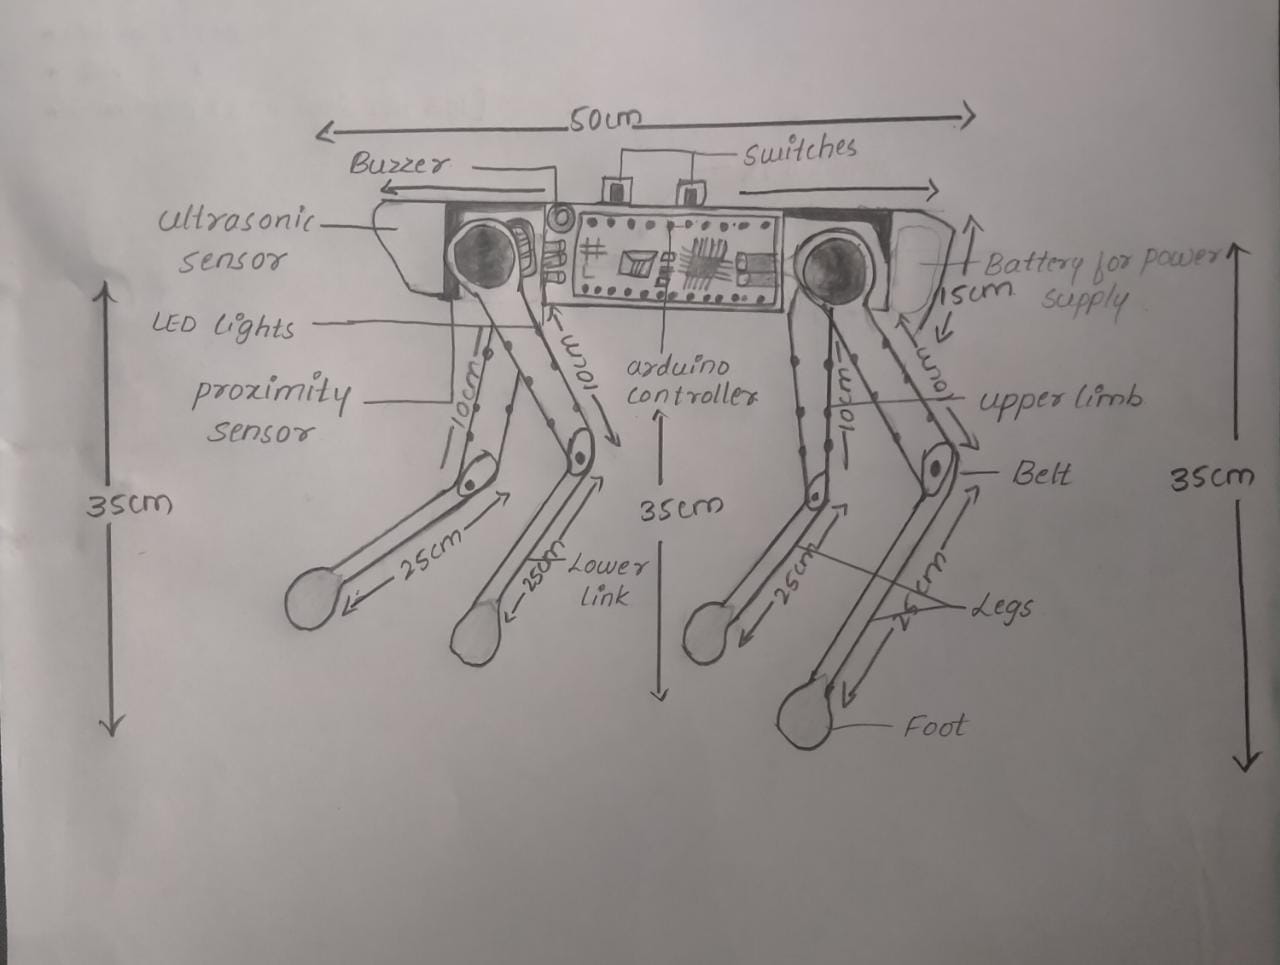 50cm
Buzzer
switches
ultrasonic
sensor
Battery for power
supply
15cm
LED lights
10cm
10cm
arduino
controller
10cm
10cm
proximity
sensor
upper limb
Belt
35cm
35cm
35cm
25cm
25cm
Lower
link
25cm
25cm
Legs
Foot